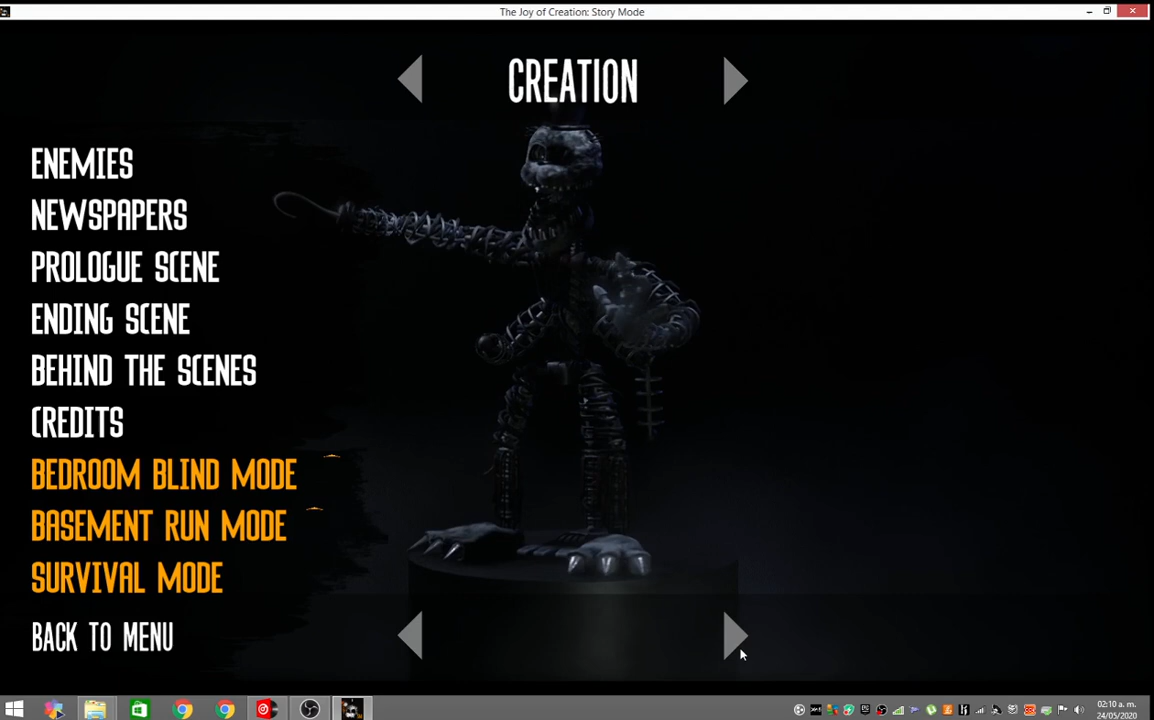 The Joy of Creation: Story Mode
CREATION
ENEMIES
NEWSPAPERS
PROLOGUE SCENE
ENDING SCENE
BEHIND THE SCENES
CREDITS
BEDROOM BLIND MODE
BASEMENT RUN MODE
SURVIVAL MODE
BACK TO MENU
02:10 a. m.
24/05/2020